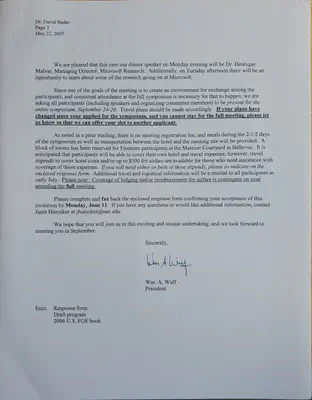 Dr. David Bader
Page 2
May 22, 2007
We are pleased that this year our dinner speaker on Monday evening will be Dr. Henrique
Malvar, Managing Director, Microsoft Research. Additionally, on Tuesday afternoon there will be an
opportunity to learn about some of the research going on at Microsoft.
Since one of the goals of the meeting is to create an environment for exchange among the
participants, and consistent attendance at the full symposium is necessary for that to happen, we are
asking all participants (including speakers and organizing committee members) to be present for the
entire symposium, September 24-26. Travel plans should be made accordingly. If your plans have
changed since your applied for the symposium, and you cannot stay for the full meeting, please let
us know so that we can offer your slot to another applicant.
As noted in a prior mailing, there is no meeting registration fee, and meals during the 2-1/2 days
of the symposium as well as transportation between the hotel and the meeting site will be provided. A
block of rooms has been reserved for Frontiers participants at the Marriott Courtyard in Bellevue. It is
anticipated that participants will be able to cover their own hotel and travel expenses; however, travel
stipends to cover hotel costs and/or up to $500 for airfare are available for those who need assistance with
coverage of these expenses. If you will need either or both of these stipends, please so indicate on the
enclosed response form. Additional travel and logistical information will be e-mailed to all participants in
early July. Please note: Coverage of lodging and/or reimbursement for airfare is contingent on your
attending the full meeting.
Please complete and fax back the enclosed response form confirming your acceptance of this
invitation by Monday, June 11. If you have any questions or would like additional information, contact
Janet Hunziker at jhunziker@nae.edu.
We hope that you will join us in this exciting and unique undertaking, and we look forward to
meeting you in September.
Sincerely,
Wm A Wulf
Wm. A. Wulf
President
Encl: Response form
Draft program
2006 U.S. FOE book